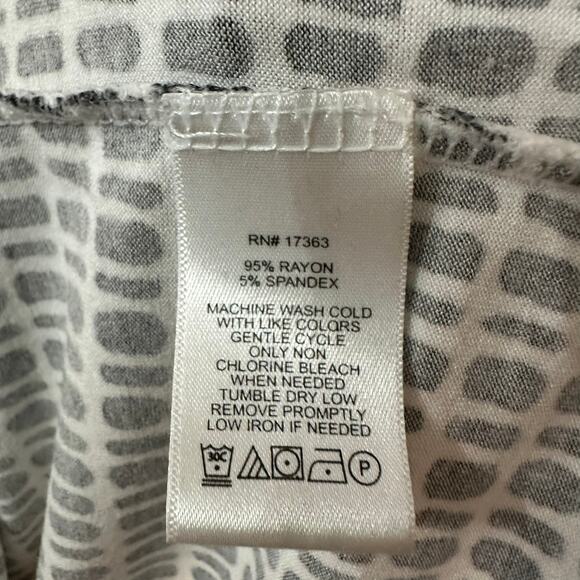 RN# 17363
95% RAYON
5% SPANDEX
MACHINE WASH COLD
WITH LIKE COLORS
GENTLE CYCLE
ONLY NON
CHLORINE BLEACH
WHEN NEEDED
TUMBLE DRY LOW
REMOVE PROMPTLY
LOW IRON IF NEEDED
30C P